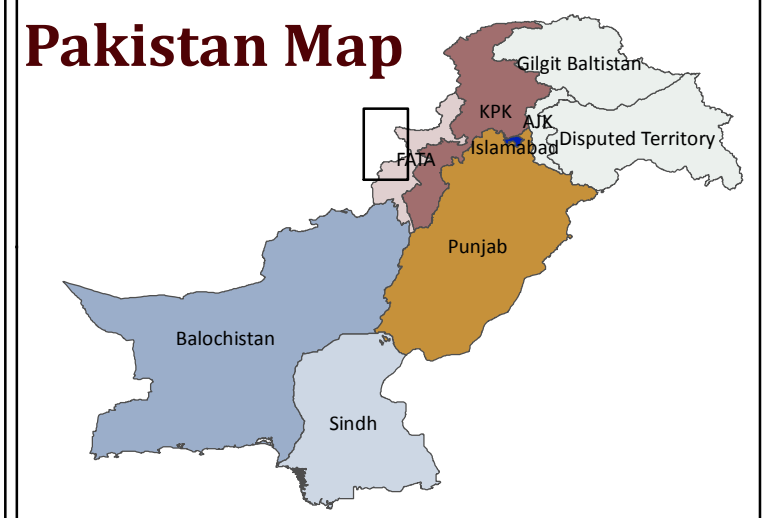 Pakistan Map
Gilgit Baltistan
KPK
AJK
Disputed Territory
Islamabad
FATA
Punjab
Balochistan
Sindh